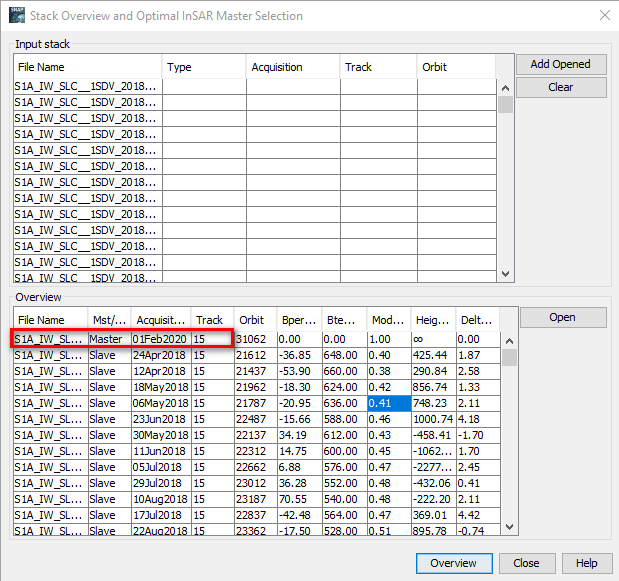 SNAP
Stack Overview and Optimal InSAR Master Selection
Input stack
File Name Type Acquisition Track Orbit
Add Opened
Clear
S1A_IW_SLC__1SDV_2018...
S1A_IW_SLC__1SDV_2018...
S1A_IW_SLC__1SDV_2018...
S1A_IW_SLC__1SDV_2018...
S1A_IW_SLC__1SDV_2018...
S1A_IW_SLC__1SDV_2018...
S1A_IW_SLC__1SDV_2018...
S1A_IW_SLC__1SDV_2018...
S1A_IW_SLC__1SDV_2018...
S1A_IW_SLC__1SDV_2018...
S1A_IW_SLC__1SDV_2018...
S1A_IW_SLC__1SDV_2018...
S1A_IW_SLC__1SDV_2018...
Overview
File Name Mst/... Acquisit... Track Orbit Bper... Bte... Mod... Heig... Delt...
Open
S1A_IW_SL... Master 01Feb2020 15 31062 0.00 0.00 1.00 ∞ 0.00
S1A_IW_SL... Slave 24Apr2018 15 21612 -36.85 648.00 0.40 425.44 1.87
S1A_IW_SL... Slave 12Apr2018 15 21437 -53.90 660.00 0.38 290.84 2.58
S1A_IW_SL... Slave 18May2018 15 21962 -18.30 624.00 0.42 856.74 1.33
S1A_IW_SL... Slave 06May2018 15 21787 -20.95 636.00 0.41 748.23 2.11
S1A_IW_SL... Slave 23Jun2018 15 22487 -15.66 588.00 0.46 1000.74 4.18
S1A_IW_SL... Slave 30May2018 15 22137 34.19 612.00 0.43 -458.41 -1.70
S1A_IW_SL... Slave 11Jun2018 15 22312 14.75 600.00 0.45 -1062... 1.70
S1A_IW_SL... Slave 05Jul2018 15 22662 6.88 576.00 0.47 -2277... 2.45
S1A_IW_SL... Slave 29Jul2018 15 23012 36.28 552.00 0.48 -432.06 0.41
S1A_IW_SL... Slave 10Aug2018 15 23187 70.55 540.00 0.48 -222.20 2.11
S1A_IW_SL... Slave 17Jul2018 15 22837 -42.48 564.00 0.47 369.01 4.42
S1A_IW_SL... Slave 22Aug2018 15 23362 -17.50 528.00 0.51 895.78 -0.74
Overview Close Help